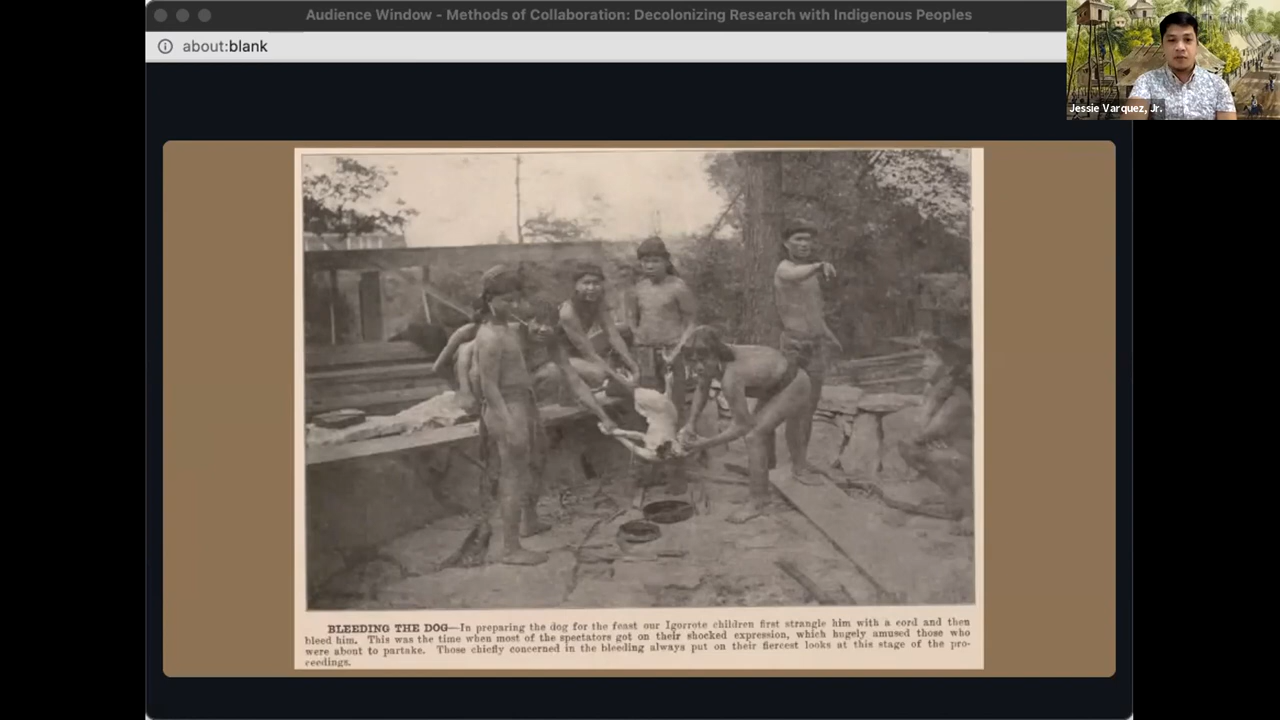 Audience Window - Methods of Collaboration: Decolonizing Research with Indigenous Peoples
about:blank
Jessie Varquez, Jr.
BLEEDING THE DOG—In preparing the dog for the feast our Igorrote children first strangle him with a cord and then
bleed him. This was the time when most of the spectators got on their shocked expression, which hugely amused those who
were about to partake. Those chiefly concerned in the bleeding always put on their fiercest looks at this stage of the pro-
ceedings.